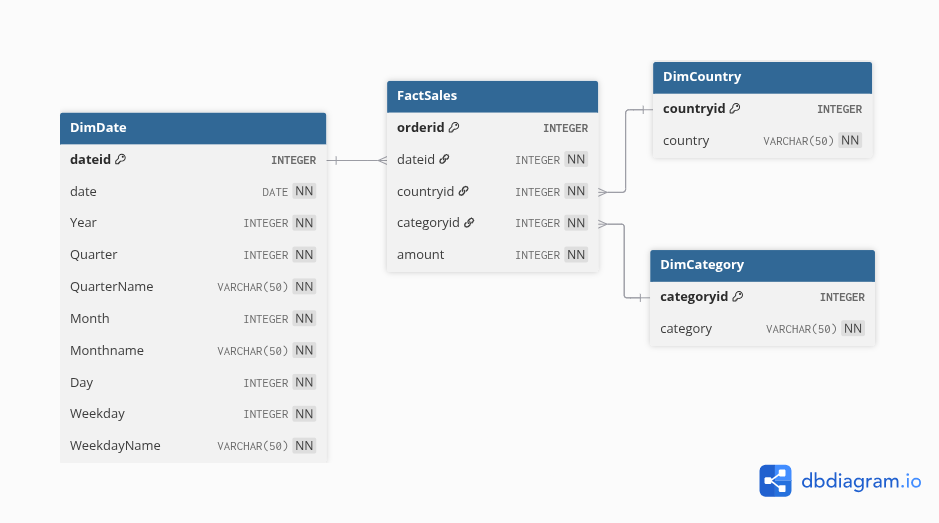 DimDate
dateid INTEGER
date DATE NN
Year INTEGER NN
Quarter INTEGER NN
QuarterName VARCHAR(50) NN
Month INTEGER NN
Monthname VARCHAR(50) NN
Day INTEGER NN
Weekday INTEGER NN
WeekdayName VARCHAR(50) NN
FactSales
orderid INTEGER
dateid INTEGER NN
countryid INTEGER NN
categoryid INTEGER NN
amount INTEGER NN
DimCountry
countryid INTEGER
country VARCHAR(50) NN
DimCategory
categoryid INTEGER
category VARCHAR(50) NN
dbdiagram.io